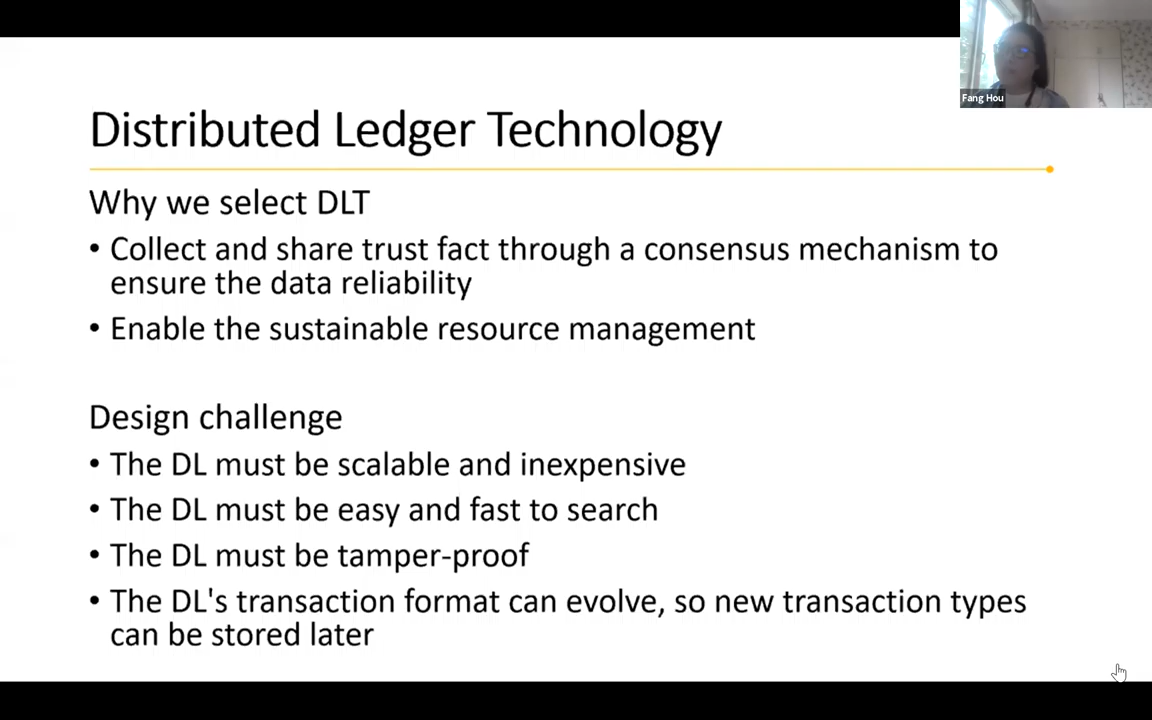 Fang Hou
Distributed Ledger Technology
Why we select DLT
• Collect and share trust fact through a consensus mechanism to
ensure the data reliability
• Enable the sustainable resource management
Design challenge
• The DL must be scalable and inexpensive
• The DL must be easy and fast to search
• The DL must be tamper-proof
• The DL's transaction format can evolve, so new transaction types
can be stored later